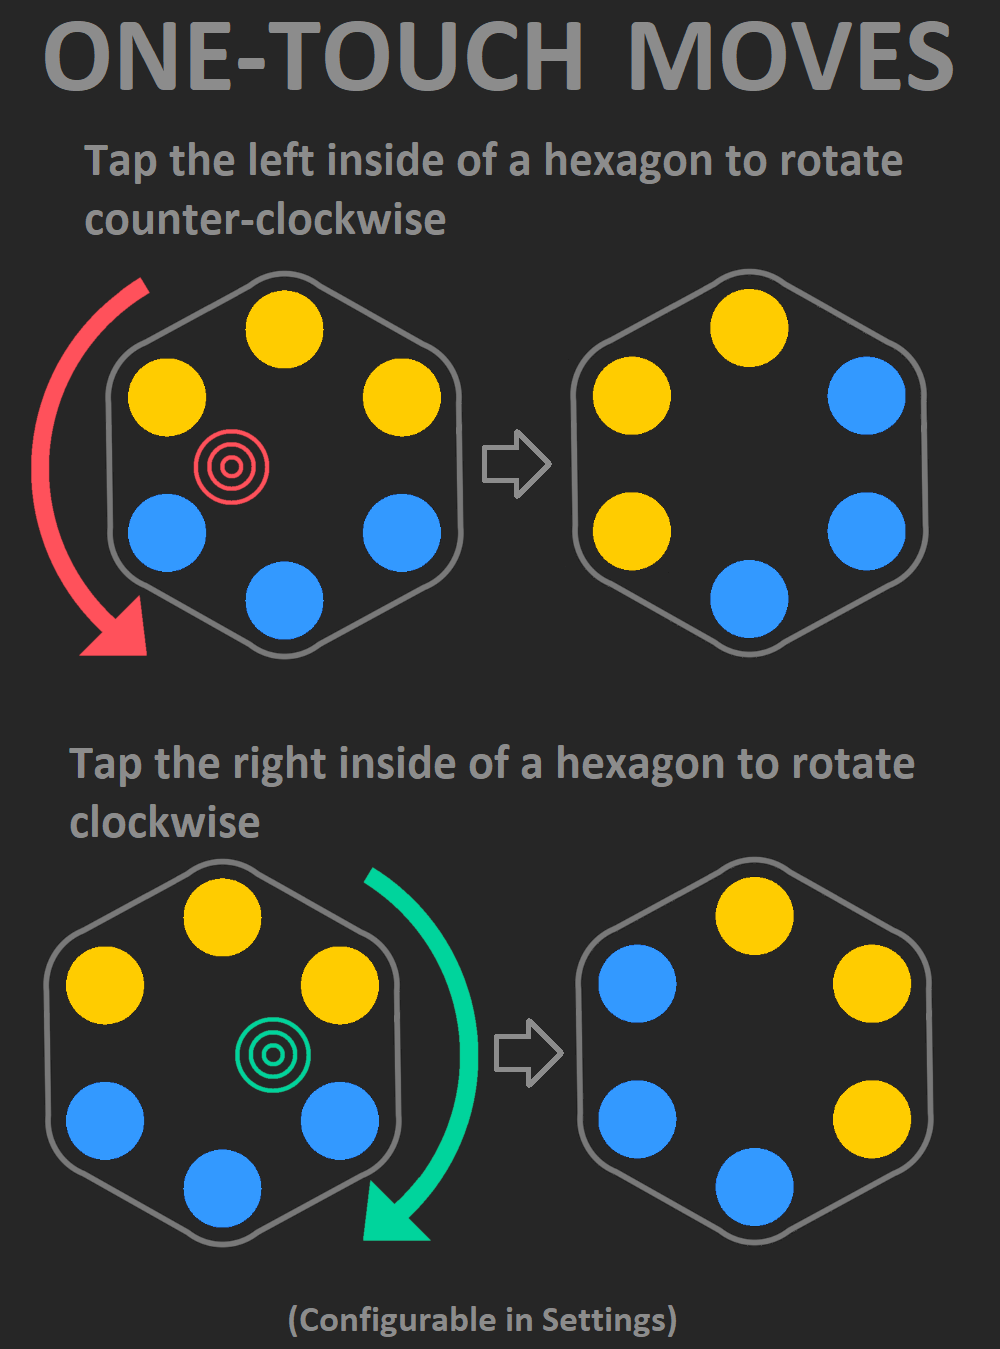 ONE-TOUCH MOVES
Tap the left inside of a hexagon to rotate
counter-clockwise
Tap the right inside of a hexagon to rotate
clockwise
(Configurable in Settings)